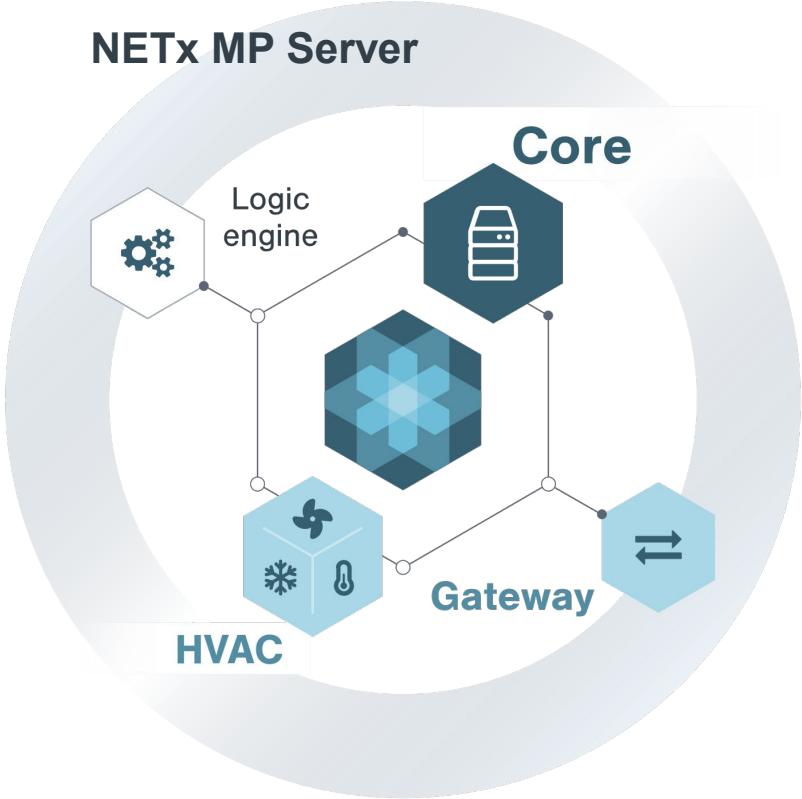 NETx MP Server
Core
Logic
engine
Gateway
HVAC